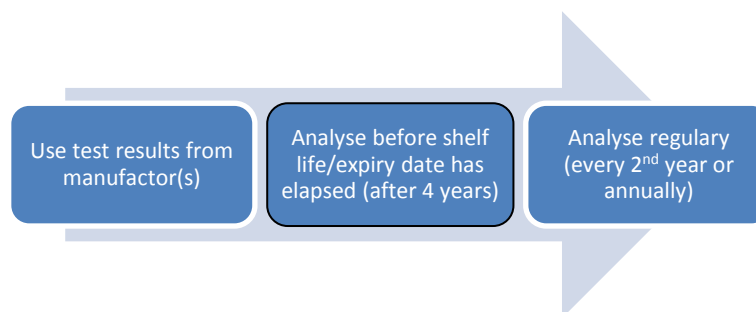 Use test results from
manufactor(s)
Analyse before shelf
life/expiry date has
elapsed (after 4 years)
Analyse regulary
(every 2nd year or
annually)